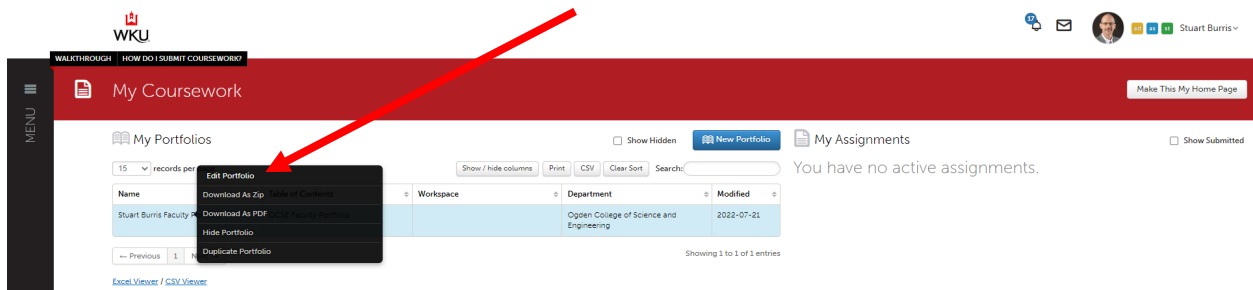 WKU
17
ad as st Stuart Burris
WALKTHROUGH HOW DO I SUBMIT COURSEWORK?
MENU
My Coursework
Make This My Home Page
My Portfolios
Show Hidden
New Portfolio
My Assignments
Show Submitted
15 records per
Show / hide columns Print CSV Clear Sort Search:
You have no active assignments.
Edit Portfolio
Download As Zip
Download As PDF
Hide Portfolio
Duplicate Portfolio
Name Table of Contents Workspace Department Modified
Stuart Burris Faculty
Ogden College of Science and
Engineering
2022-07-21
← Previous 1 N
Showing 1 to 1 of 1 entries
Excel Viewer / CSV Viewer